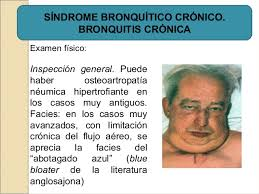 SÍNDROME BRONQUÍTICO CRÓNICO.
BRONQUITIS CRÓNICA
Examen físico:
Inspección general. Puede
haber osteoartropatía
néumica hipertrofiante en
los casos muy antiguos.
Facies: en los casos muy
avanzados, con limitación
crónica del flujo aéreo, se
aprecia la facies del
“abotagado azul” (blue
bloater de la literatura
anglosajona)